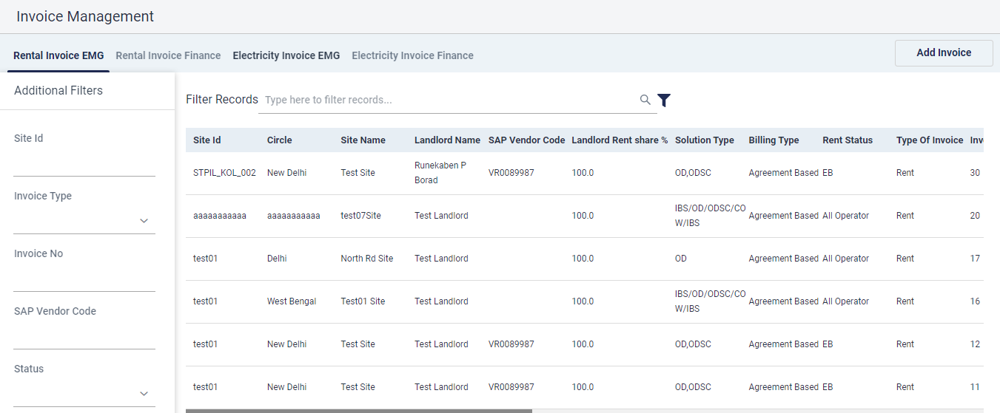 Invoice Management
Rental Invoice EMG Rental Invoice Finance Electricity Invoice EMG Electricity Invoice Finance Add Invoice
Additional Filters
Site Id
Invoice Type
Invoice No
SAP Vendor Code
Status
Filter Records Type here to filter records...
Site Id Circle Site Name Landlord Name SAP Vendor Code Landlord Rent share % Solution Type Billing Type Rent Status Type Of Invoice Inv
STPIL_KOL_002 New Delhi Test Site Runekaben P Borad VR0089987 100.0 OD,ODSC Agreement Based EB Rent 30
aaaaaaaaaaa aaaaaaaaaaa test07Site Test Landlord 100.0 IBS/OD/ODSC/COW/IBS Agreement Based All Operator Rent 20
test01 Delhi North Rd Site Test Landlord 100.0 OD Agreement Based All Operator Rent 17
test01 West Bengal Test01 Site Test Landlord 100.0 IBS/OD/ODSC/COW/IBS Agreement Based All Operator Rent 16
test01 New Delhi Test Site Test Landlord VR0089987 100.0 OD,ODSC Agreement Based EB Rent 12
test01 New Delhi Test Site Test Landlord VR0089987 100.0 OD,ODSC Agreement Based EB Rent 11